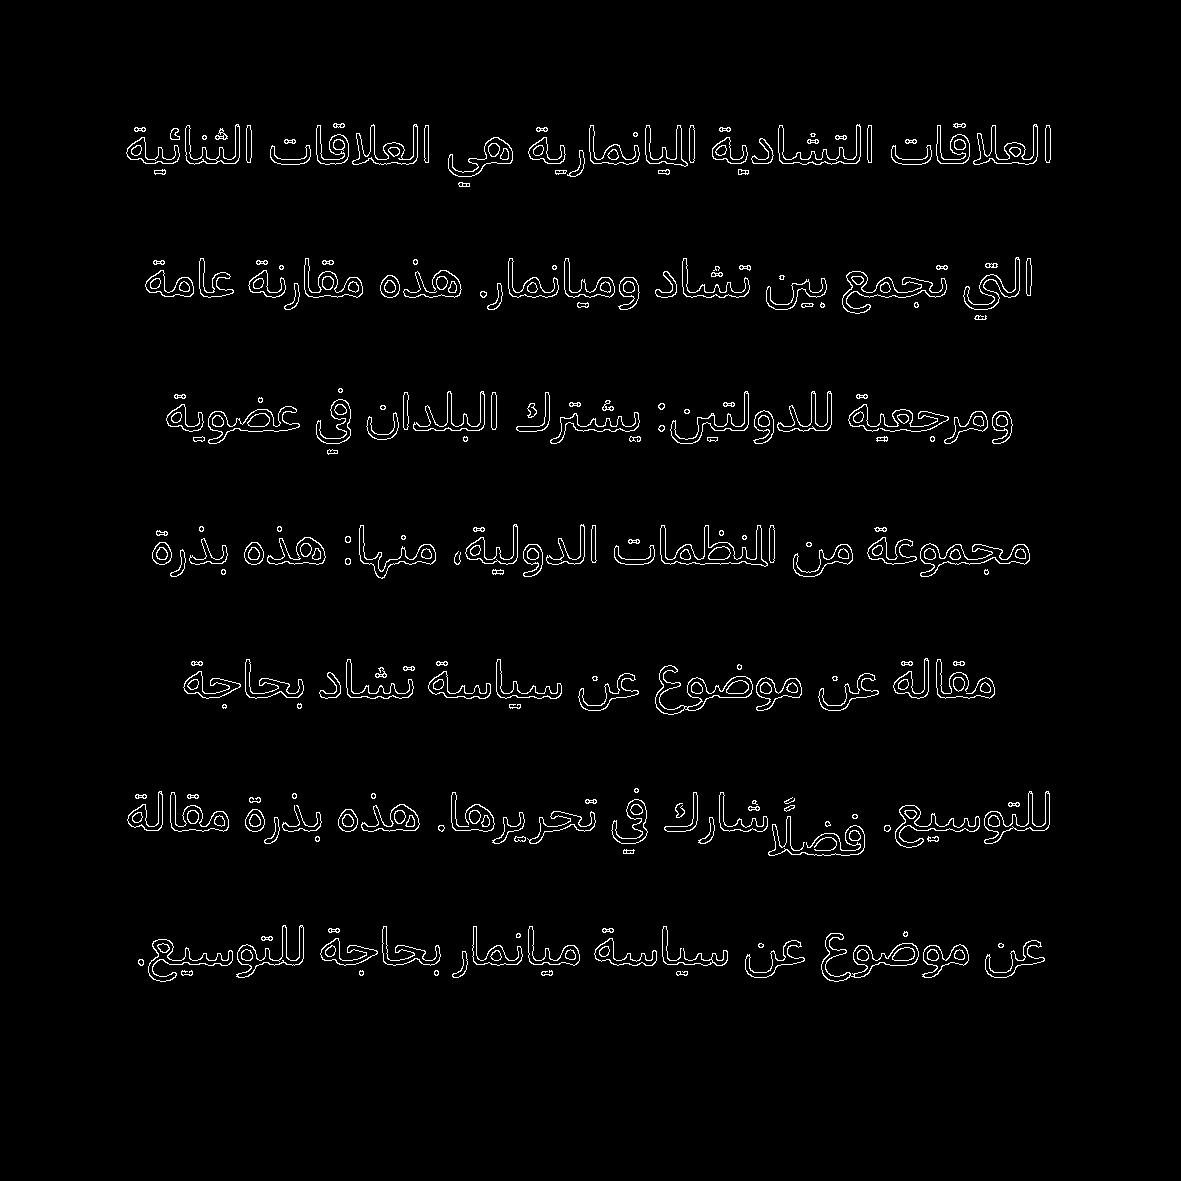 العلاقات التشادية الميانمارية هي العلاقات الثنائية
التي تجمع بين تشاد وميانمار. هذه مقارنة عامة
ومرجعية للدولتين: يشترك البلدان في عضوية
مجموعة من المنظمات الدولية، منها: هذه بذرة
مقالة عن موضوع عن سياسة تشاد بحاجة
للتوسيع. فضلًا شارك في تحريرها. هذه بذرة مقالة
عن موضوع عن سياسة ميانمار بحاجة للتوسيع.